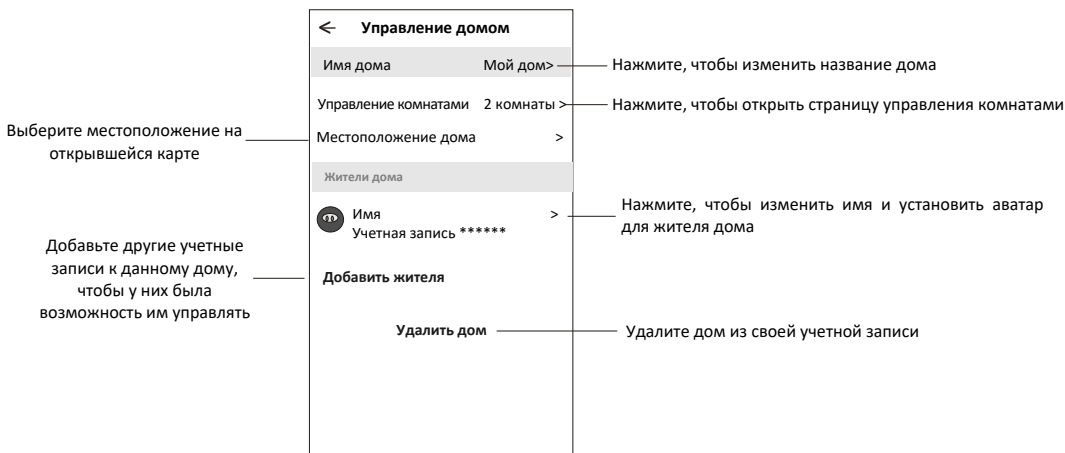 ← Управление домом
Имя дома Мой дом>
Нажмите, чтобы изменить название дома
Управление комнатами 2 комнаты >
Нажмите, чтобы открыть страницу управления комнатами
Выберите местоположение на
открывшейся карте
Местоположение дома >
Жители дома
Имя >
Учетная запись ******
Нажмите, чтобы изменить имя и установить аватар
для жителя дома
Добавьте другие учетные
записи к данному дому,
чтобы у них была
возможность им управлять
Добавить жителя
Удалить дом
Удалите дом из своей учетной записи